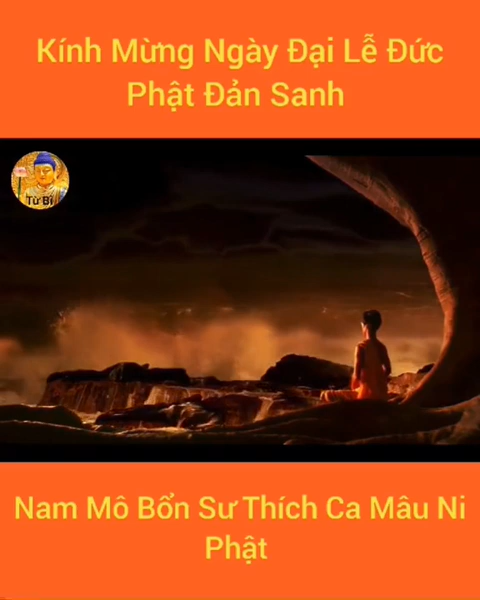 Kính Mừng Ngày Đại Lễ Đức
Phật Đản Sanh
Từ Bi
Nam Mô Bổn Sư Thích Ca Mâu Ni
Phật